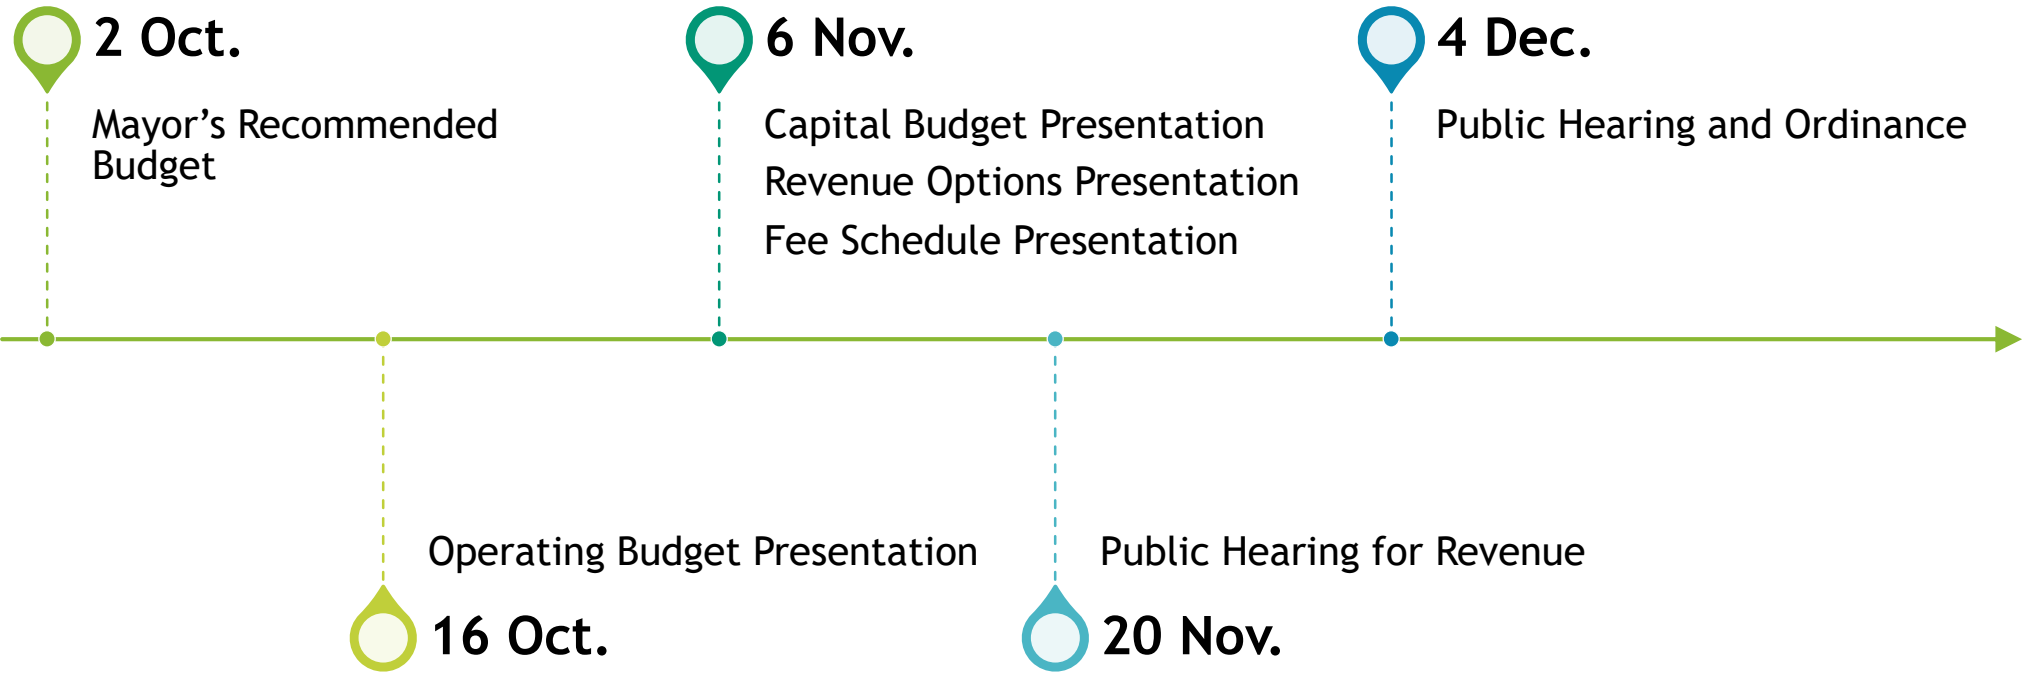 2 Oct.
Mayor’s Recommended
Budget
6 Nov.
Capital Budget Presentation
Revenue Options Presentation
Fee Schedule Presentation
4 Dec.
Public Hearing and Ordinance
Operating Budget Presentation
16 Oct.
Public Hearing for Revenue
20 Nov.